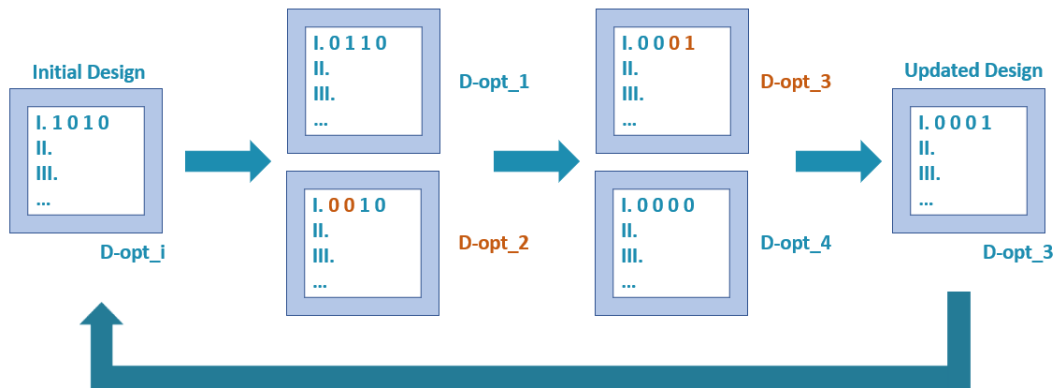 Initial Design
I. 1 0 1 0
II.
III.
...
D-opt_i
I. 0 1 1 0
II.
III.
...
D-opt_1
I. 0 0 1 0
II.
III.
...
D-opt_2
I. 0 0 0 1
II.
III.
...
D-opt_3
I. 0 0 0 0
II.
III.
...
D-opt_4
Updated Design
I. 0 0 0 1
II.
III.
...
D-opt_3